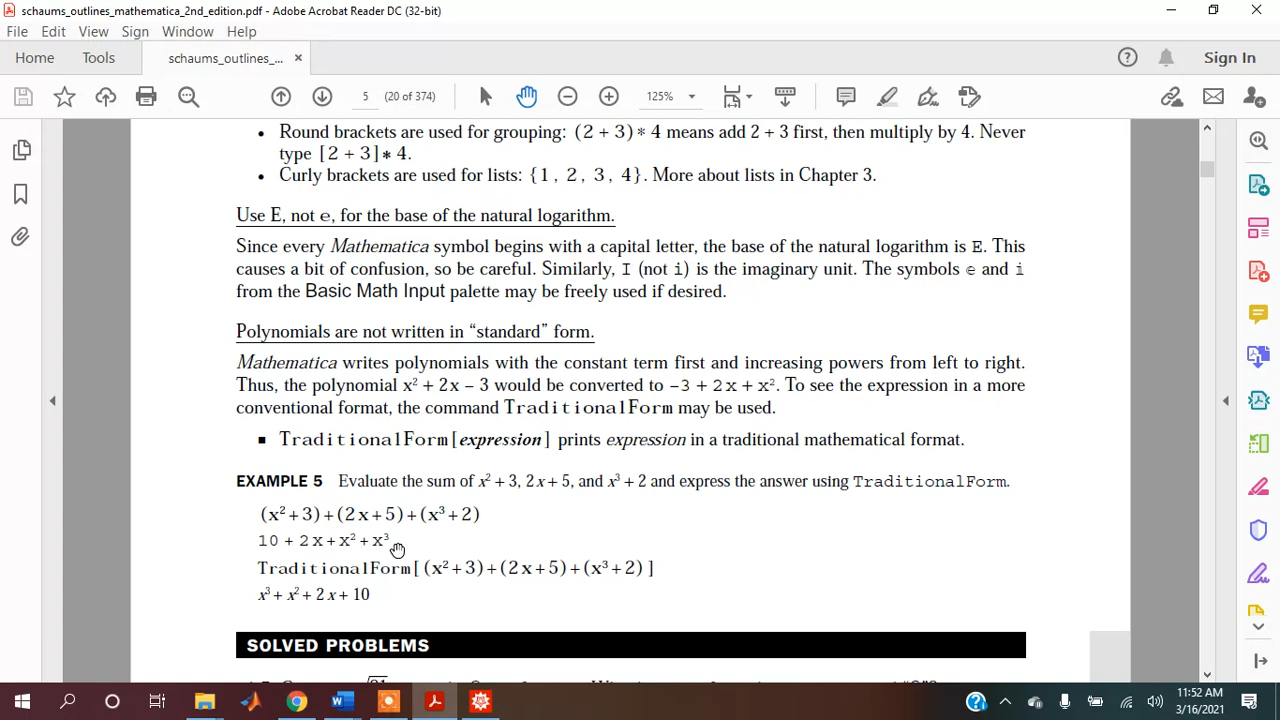 schaums_outlines_mathematica_2nd_edition.pdf - Adobe Acrobat Reader DC (32-bit)
File Edit View Sign Window Help
Home Tools schaums_outlines_... × Sign In
5 (20 of 374) 125%
• Round brackets are used for grouping: (2 + 3) * 4 means add 2 + 3 first, then multiply by 4. Never
type [2 + 3] * 4.
• Curly brackets are used for lists: {1, 2, 3, 4}. More about lists in Chapter 3.
Use E, not e, for the base of the natural logarithm.
Since every Mathematica symbol begins with a capital letter, the base of the natural logarithm is E. This
causes a bit of confusion, so be careful. Similarly, I (not i) is the imaginary unit. The symbols e and i
from the Basic Math Input palette may be freely used if desired.
Polynomials are not written in “standard” form.
Mathematica writes polynomials with the constant term first and increasing powers from left to right.
Thus, the polynomial x² + 2x − 3 would be converted to −3 + 2x + x². To see the expression in a more
conventional format, the command TraditionalForm may be used.
■ TraditionalForm[expression] prints expression in a traditional mathematical format.
EXAMPLE 5 Evaluate the sum of x² + 3, 2x + 5, and x³ + 2 and express the answer using TraditionalForm.
(x² + 3) + (2x + 5) + (x³ + 2)
10 + 2x + x² + x³
TraditionalForm[(x² + 3) + (2x + 5) + (x³ + 2)]
x³ + x² + 2x + 10
SOLVED PROBLEMS
11:52 AM
3/16/2021